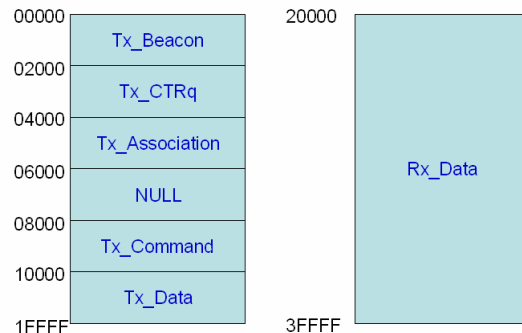 00000
Tx_Beacon
02000
Tx_CTRq
04000
Tx_Association
06000
NULL
08000
Tx_Command
10000
Tx_Data
1FFFF
20000
Rx_Data
3FFFF